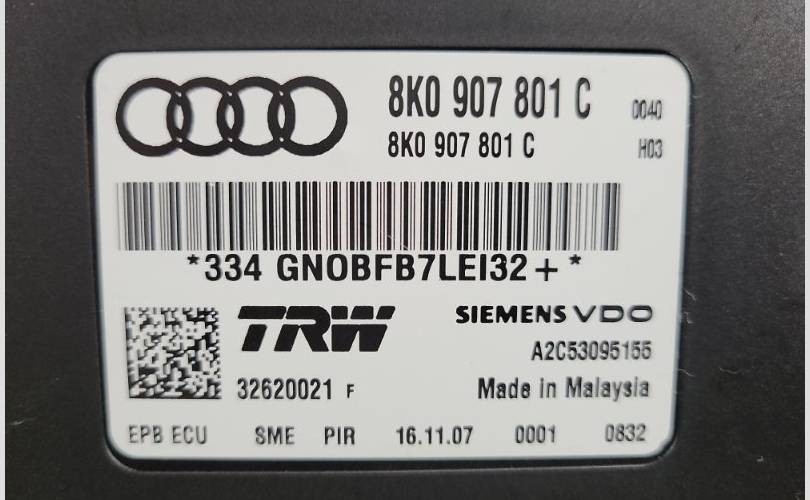 8K0 907 801 C 0040
8K0 907 801 C H03
*334 GNOBFB7LEI32+*
TRW SIEMENS VDO
A2C53095155
32620021 F Made in Malaysia
EPB ECU SME PIR 16.11.07 0001 0832